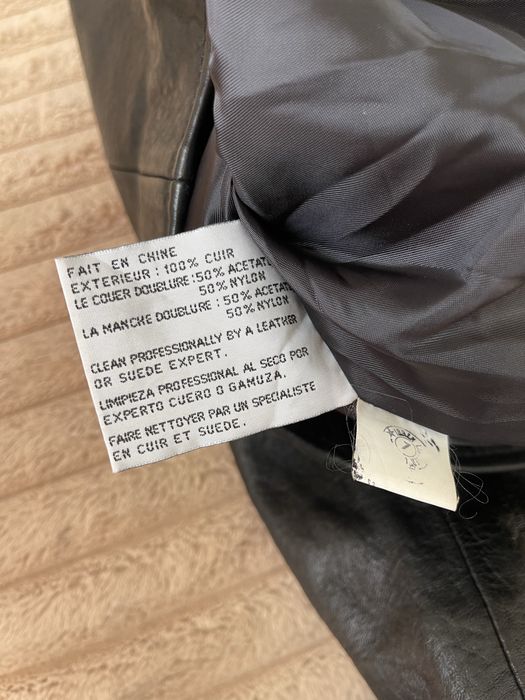 FAIT EN CHINE
EXTERIEUR : 100% CUIR
LE COUER DOUBLURE :50% ACETATE
50% NYLON
LA MANCHE DOUBLURE : 50% ACETATE
50% NYLON
CLEAN PROFESSIONALLY BY A LEATHER
OR SUEDE EXPERT.
LIMIPIEZA PROFESSIONAL AL SECO POR
EXPERTO CUERO O GAMUZA.
FAIRE NETTOYER PAR UN SPECIALISTE
EN CUIR ET SUEDE.